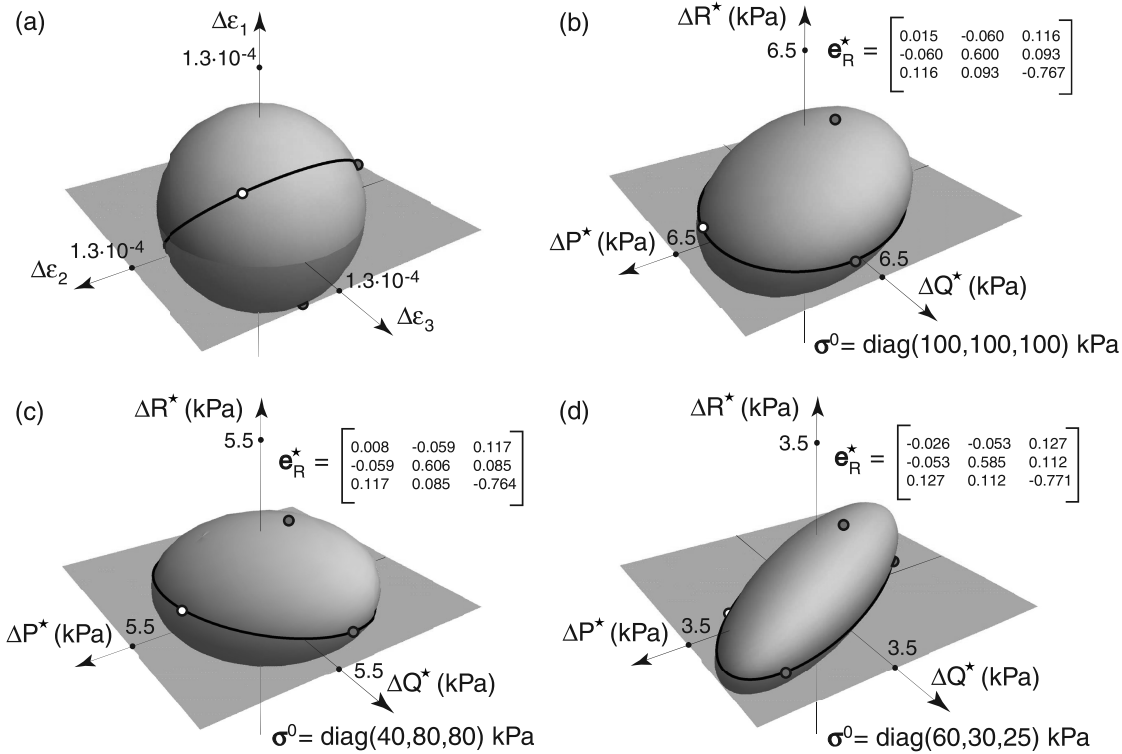 (a)
Δε₁
1.3·10⁻⁴
1.3·10⁻⁴
Δε₂
1.3·10⁻⁴
Δε₃
(b)
ΔR★ (kPa)
6.5
e★R = [0.015 -0.060 0.116
-0.060 0.600 0.093
0.116 0.093 -0.767]
ΔP★ (kPa)
6.5
6.5
ΔQ★ (kPa)
σ⁰= diag(100,100,100) kPa
(c)
ΔR★ (kPa)
5.5
e★R = [0.008 -0.059 0.117
-0.059 0.606 0.085
0.117 0.085 -0.764]
ΔP★ (kPa)
5.5
5.5
ΔQ★ (kPa)
σ⁰= diag(40,80,80) kPa
(d)
ΔR★ (kPa)
3.5
e★R = [-0.026 -0.053 0.127
-0.053 0.585 0.112
0.127 0.112 -0.771]
ΔP★ (kPa)
3.5
3.5
ΔQ★ (kPa)
σ⁰= diag(60,30,25) kPa